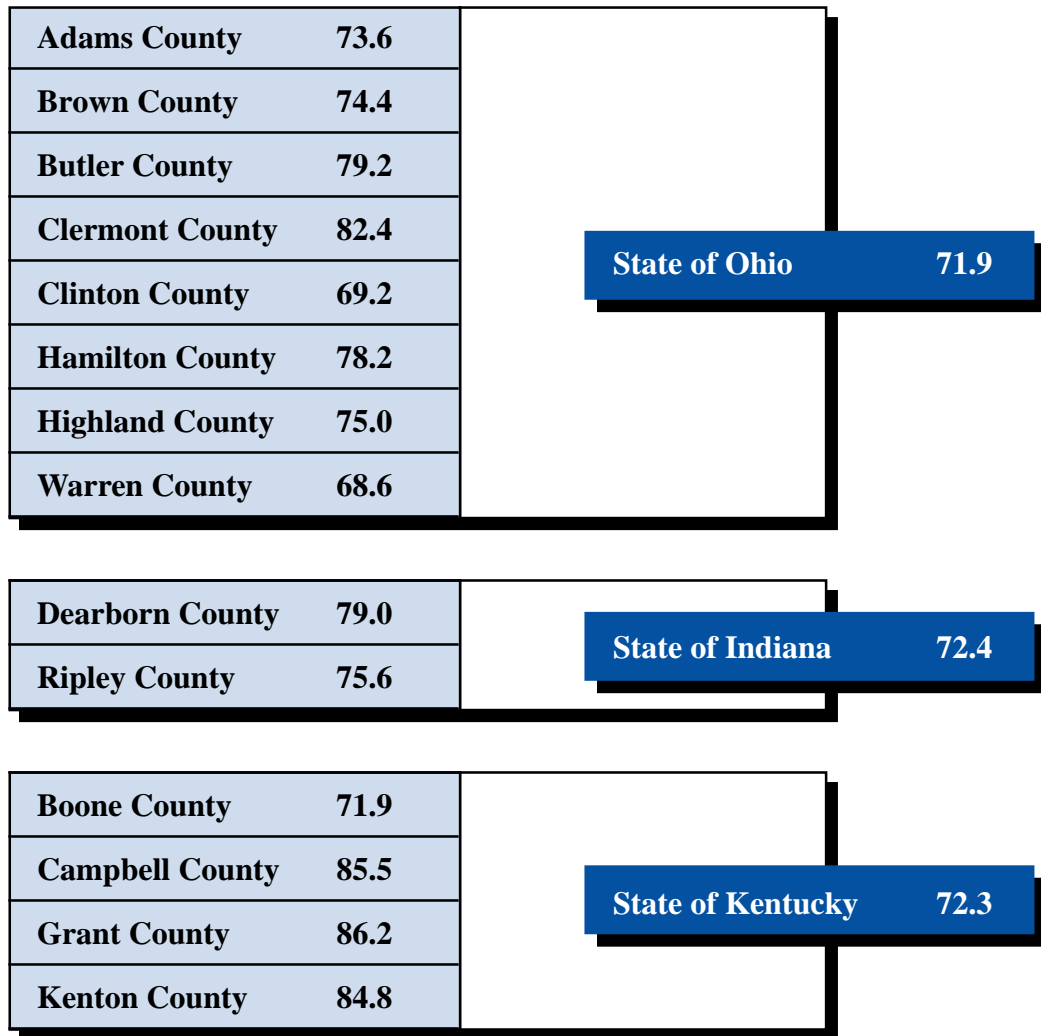 Adams County 73.6
Brown County 74.4
Butler County 79.2
Clermont County 82.4
State of Ohio 71.9
Clinton County 69.2
Hamilton County 78.2
Highland County 75.0
Warren County 68.6
Dearborn County 79.0
State of Indiana 72.4
Ripley County 75.6
Boone County 71.9
Campbell County 85.5
State of Kentucky 72.3
Grant County 86.2
Kenton County 84.8